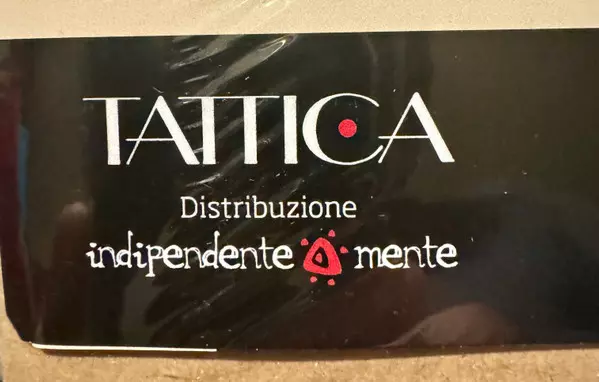 TATTICA
Distribuzione
indipendente mente